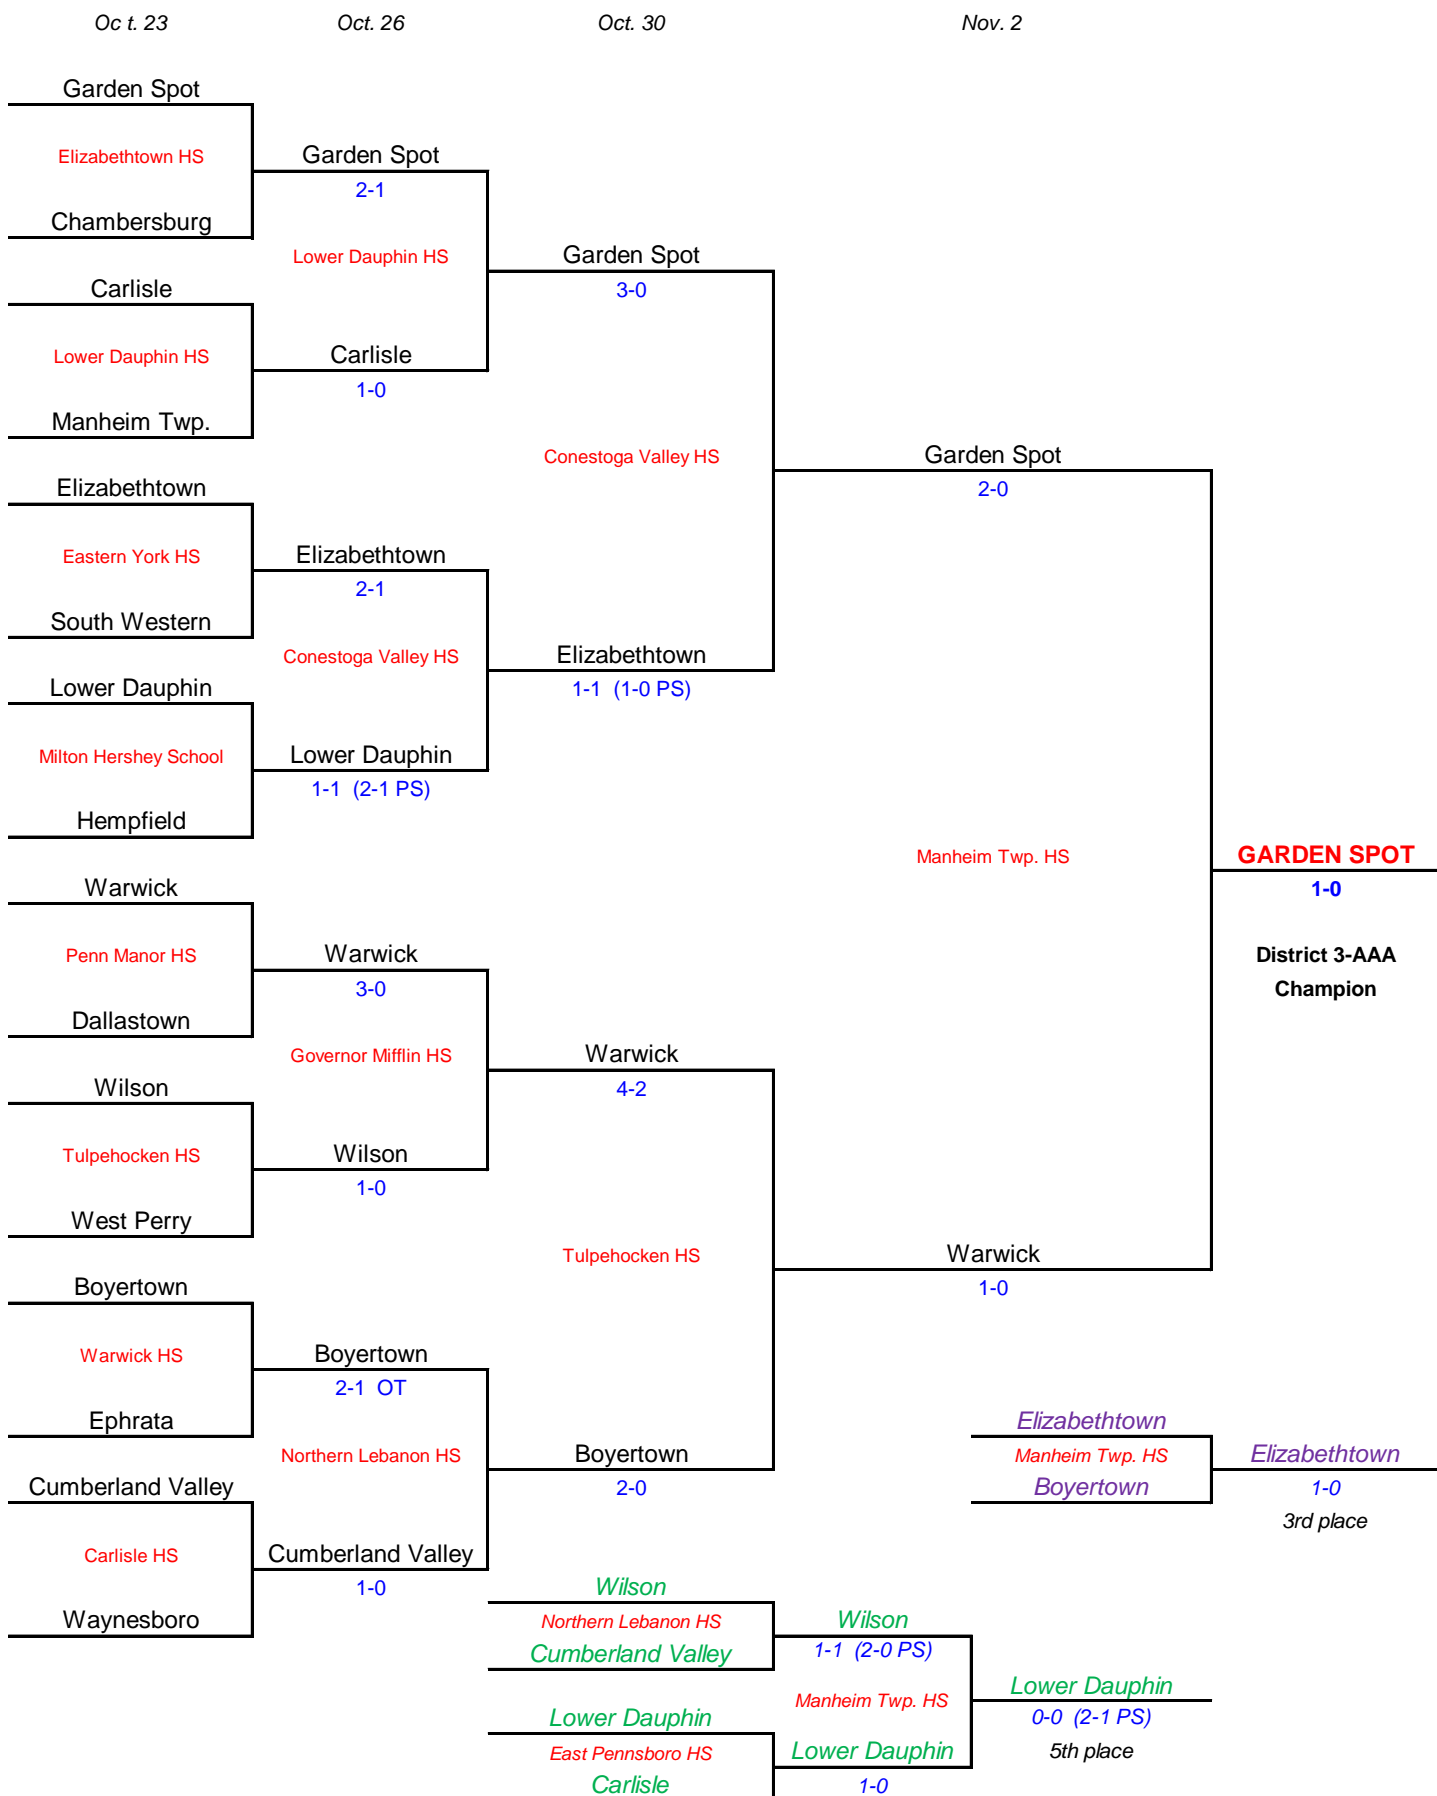 Oc t. 23 Oct. 26 Oct. 30 Nov. 2
Garden Spot
Elizabethtown HS
Garden Spot
2-1
Chambersburg
Lower Dauphin HS
Garden Spot
3-0
Carlisle
Lower Dauphin HS
Carlisle
1-0
Manheim Twp.
Conestoga Valley HS
Garden Spot
2-0
Elizabethtown
Eastern York HS
Elizabethtown
2-1
South Western
Conestoga Valley HS
Elizabethtown
1-1 (1-0 PS)
Lower Dauphin
Milton Hershey School
Lower Dauphin
1-1 (2-1 PS)
Hempfield
Manheim Twp. HS
GARDEN SPOT
1-0
District 3-AAA
Champion
Warwick
Penn Manor HS
Warwick
3-0
Dallastown
Governor Mifflin HS
Warwick
4-2
Wilson
Tulpehocken HS
Wilson
1-0
West Perry
Tulpehocken HS
Warwick
1-0
Boyertown
Warwick HS
Boyertown
2-1 OT
Ephrata
Northern Lebanon HS
Boyertown
2-0
Cumberland Valley
Carlisle HS
Cumberland Valley
1-0
Waynesboro
Elizabethtown
Manheim Twp. HS
Boyertown
Elizabethtown
1-0
3rd place
Wilson
Northern Lebanon HS
Cumberland Valley
Wilson
1-1 (2-0 PS)
Manheim Twp. HS
Lower Dauphin
0-0 (2-1 PS)
5th place
Lower Dauphin
East Pennsboro HS
Carlisle
Lower Dauphin
1-0